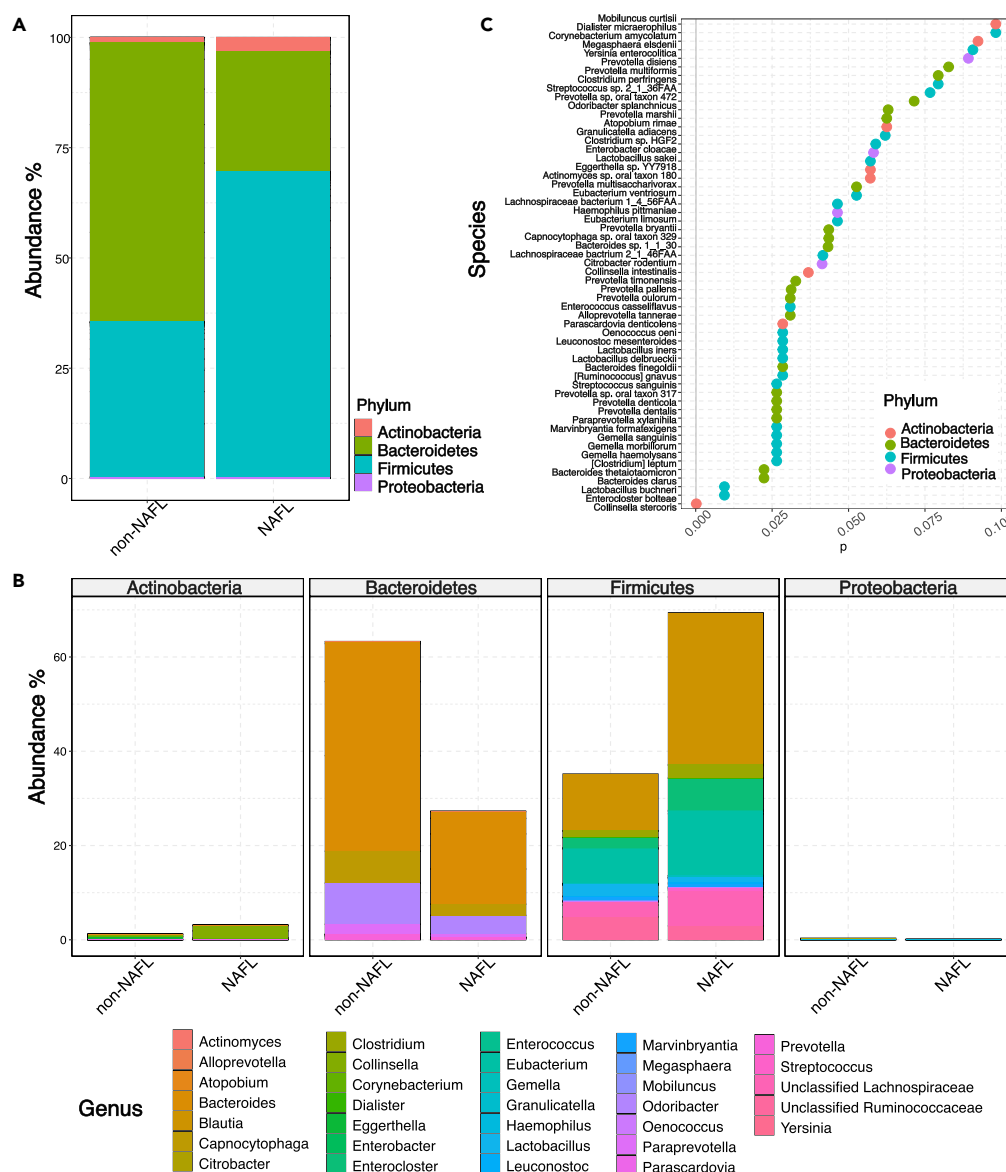 A
Abundance %
100
75
50
25
0
non-NAFL
NAFL
Phylum
Actinobacteria
Bacteroidetes
Firmicutes
Proteobacteria
C
Species
Mobiluncus curtisii
Dialister micraerophilus
Corynebacterium amycolatum
Megasphaera elsdenii
Yersinia enterocolitica
Prevotella disiens
Prevotella multiformis
Clostridium perfringens
Streptococcus sp. 2_1_36FAA
Prevotella sp. oral taxon 472
Odoribacter splanchnicus
Prevotella marshii
Atopobium rimae
Granulicatella adiacens
Clostridium sp. HGF2
Enterobacter cloacae
Lactobacillus sakei
Eggerthella sp. YY7918
Actinomyces sp. oral taxon 180
Prevotella multisaccharivorax
Eubacterium ventriosum
Lachnospiraceae bacterium 1_4_56FAA
Haemophilus pittmaniae
Eubacterium limosum
Prevotella bryantii
Capnocytophaga sp. oral taxon 329
Bacteroides sp. 1_1_30
Lachnospiraceae bactrium 2_1_46FAA
Citrobacter rodentium
Collinsella intestinalis
Prevotella timonensis
Prevotella pallens
Prevotella oulorum
Enterococcus casseliflavus
Alloprevotella tannerae
Parascardovia denticolens
Oenococcus oeni
Leuconostoc mesenteroides
Lactobacillus iners
Lactobacillus delbrueckii
Bacteroides finegoldii
[Ruminococcus] gnavus
Streptococcus sanguinis
Prevotella sp. oral taxon 317
Prevotella denticola
Prevotella dentalis
Paraprevotella xylaniphila
Marvinbryantia formatexigens
Gemella sanguinis
Gemella morbillorum
Gemella haemolysans
[Clostridium] leptum
Bacteroides thetaiotaomicron
Bacteroides clarus
Lactobacillus buchneri
Enterocloster bolteae
Collinsella stercoris
0.000
0.025
0.050
0.075
0.10
p
Phylum
Actinobacteria
Bacteroidetes
Firmicutes
Proteobacteria
B
Actinobacteria
Bacteroidetes
Firmicutes
Proteobacteria
Abundance %
60
40
20
0
non-NAFL
NAFL
non-NAFL
NAFL
non-NAFL
NAFL
non-NAFL
NAFL
Genus
Actinomyces
Alloprevotella
Atopobium
Bacteroides
Blautia
Capnocytophaga
Citrobacter
Clostridium
Collinsella
Corynebacterium
Dialister
Eggerthella
Enterobacter
Enterocloster
Enterococcus
Eubacterium
Gemella
Granulicatella
Haemophilus
Lactobacillus
Leuconostoc
Marvinbryantia
Megasphaera
Mobiluncus
Odoribacter
Oenococcus
Paraprevotella
Parascardovia
Prevotella
Streptococcus
Unclassified Lachnospiraceae
Unclassified Ruminococcaceae
Yersinia